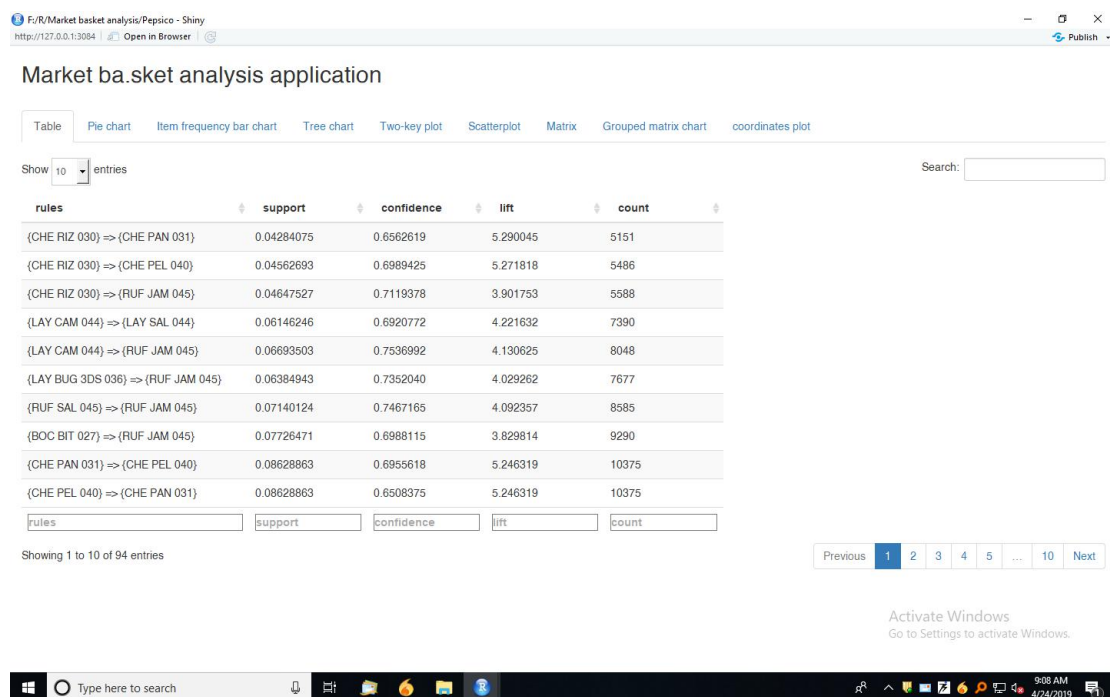 F:/R/Market basket analysis/Pepsico - Shiny
http://127.0.0.1:3084 Open in Browser Publish
Market ba.sket analysis application
Table Pie chart Item frequency bar chart Tree chart Two-key plot Scatterplot Matrix Grouped matrix chart coordinates plot
Show 10 entries Search:
rules support confidence lift count
{CHE RIZ 030} => {CHE PAN 031} 0.04284075 0.6562619 5.290045 5151
{CHE RIZ 030} => {CHE PEL 040} 0.04562693 0.6989425 5.271818 5486
{CHE RIZ 030} => {RUF JAM 045} 0.04647527 0.7119378 3.901753 5588
{LAY CAM 044} => {LAY SAL 044} 0.06146246 0.6920772 4.221632 7390
{LAY CAM 044} => {RUF JAM 045} 0.06693503 0.7536992 4.130625 8048
{LAY BUG 3DS 036} => {RUF JAM 045} 0.06384943 0.7352040 4.029262 7677
{RUF SAL 045} => {RUF JAM 045} 0.07140124 0.7467165 4.092357 8585
{BOC BIT 027} => {RUF JAM 045} 0.07726471 0.6988115 3.829814 9290
{CHE PAN 031} => {CHE PEL 040} 0.08628863 0.6955618 5.246319 10375
{CHE PEL 040} => {CHE PAN 031} 0.08628863 0.6508375 5.246319 10375
rules support confidence lift count
Showing 1 to 10 of 94 entries Previous 1 2 3 4 5 ... 10 Next
Activate Windows
Go to Settings to activate Windows.
Type here to search 9:08 AM
4/24/2019